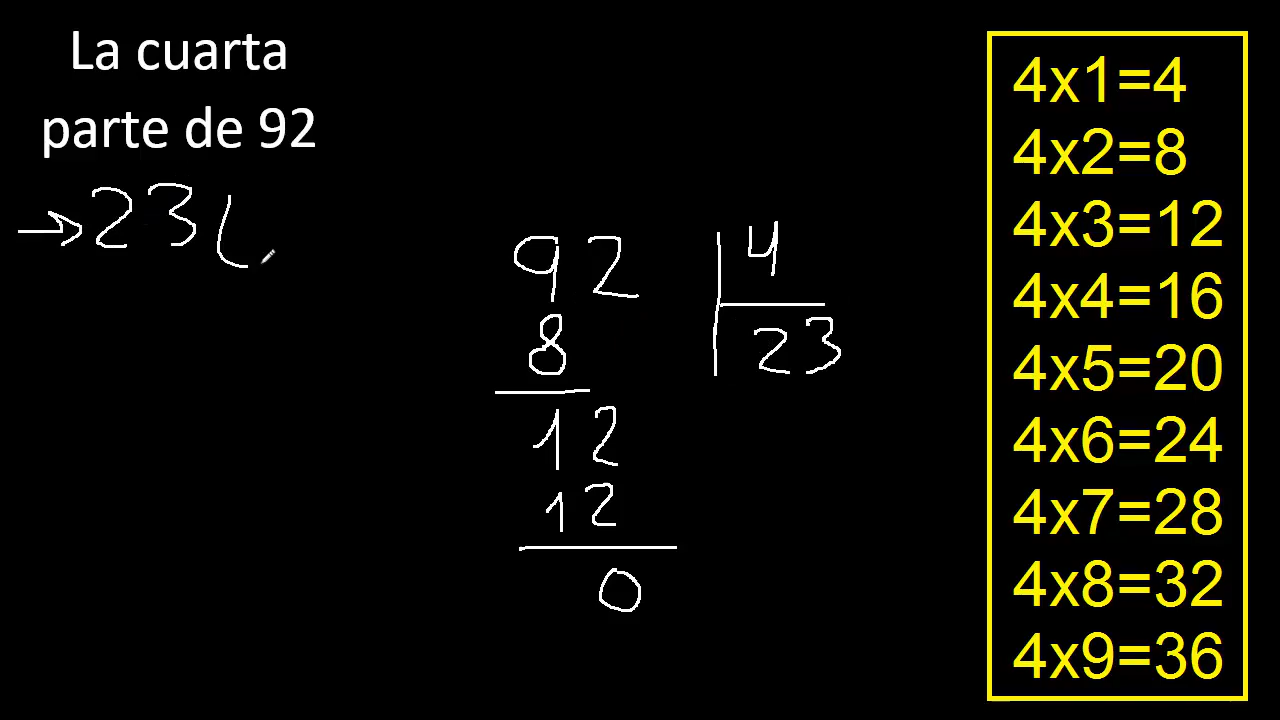 La cuarta
parte de 92
→23
92 4
8 23
12
12
0
4x1=4
4x2=8
4x3=12
4x4=16
4x5=20
4x6=24
4x7=28
4x8=32
4x9=36